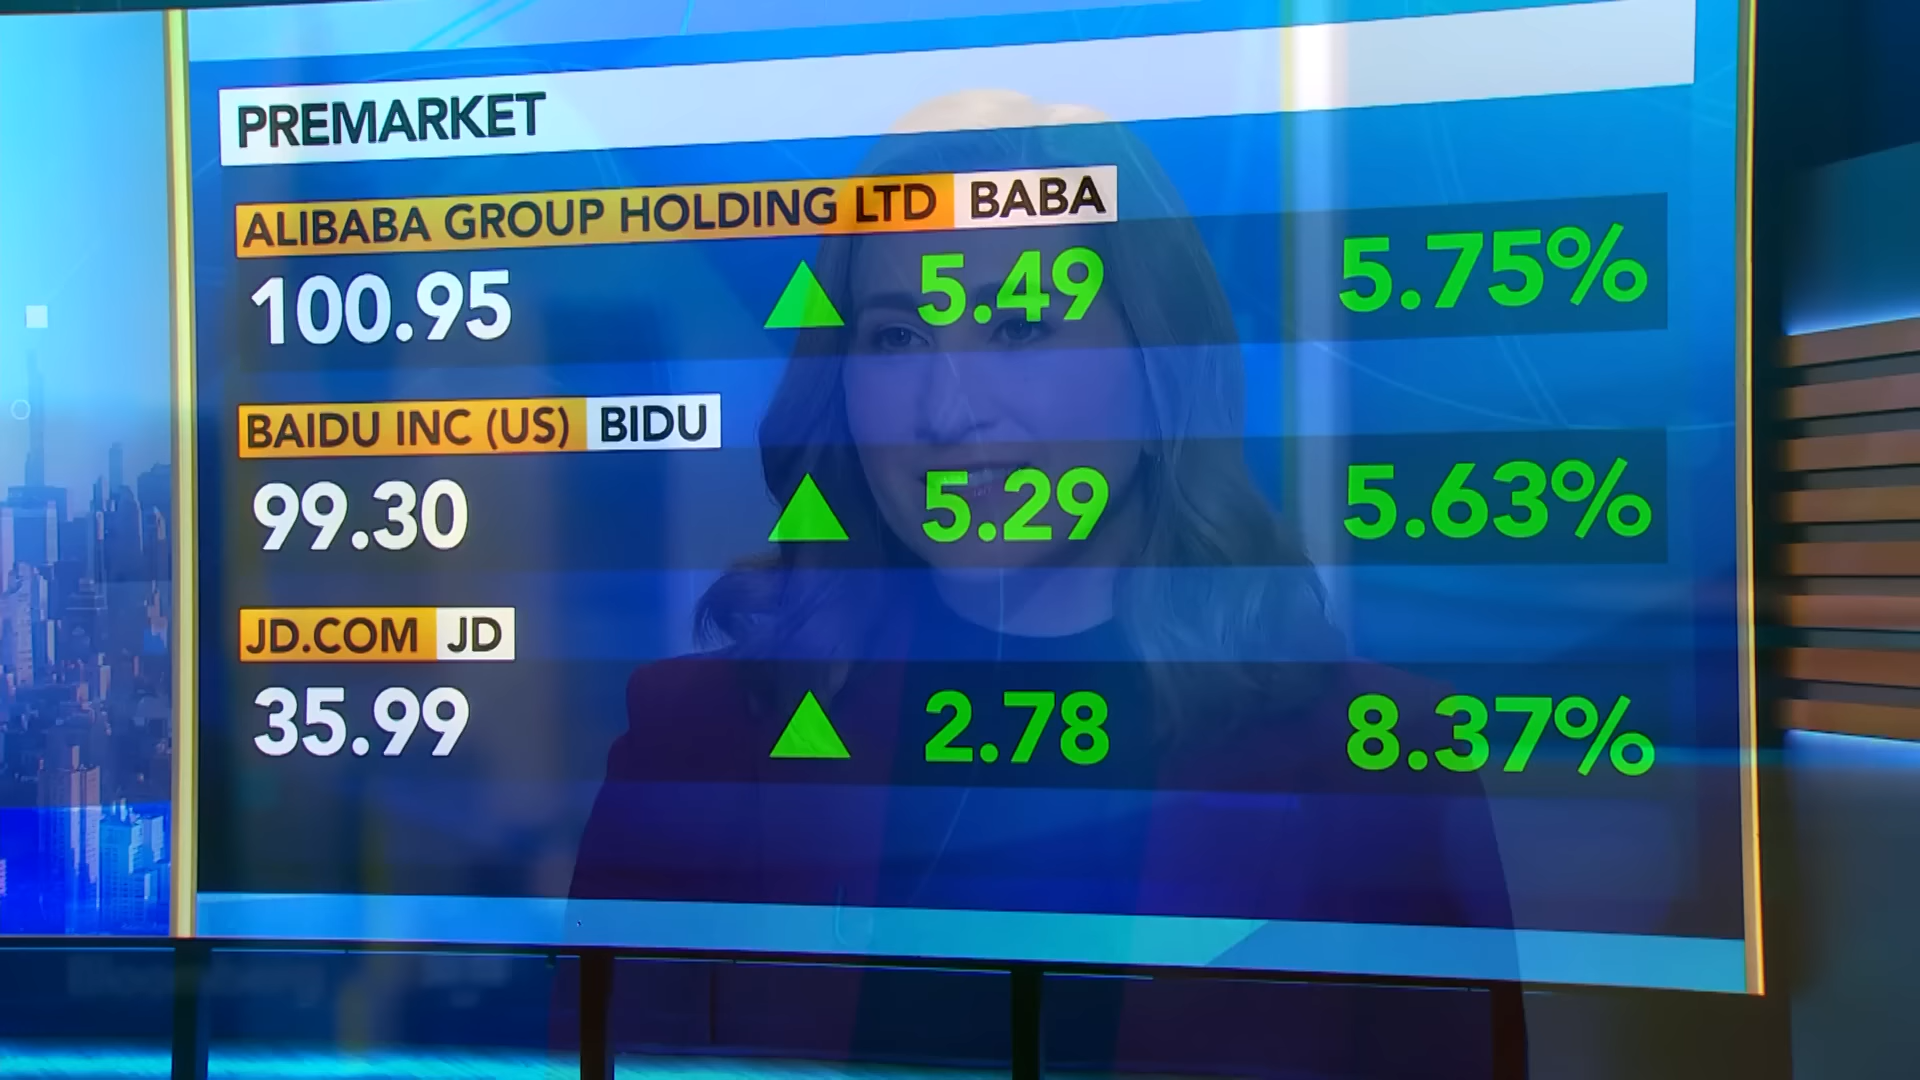 PREMARKET
ALIBABA GROUP HOLDING LTD BABA
100.95 ▲ 5.49 5.75%
BAIDU INC (US) BIDU
99.30 ▲ 5.29 5.63%
JD.COM JD
35.99 ▲ 2.78 8.37%